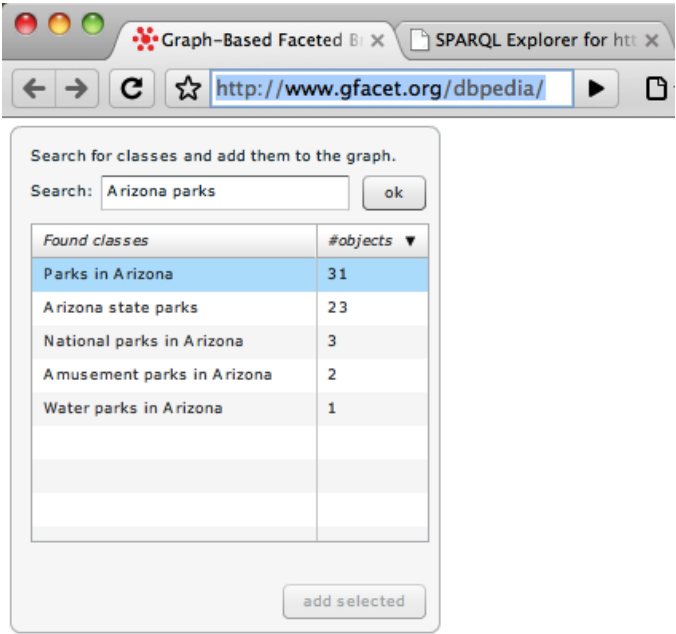 Graph-Based Faceted Br
SPARQL Explorer for htt
http://www.gfacet.org/dbpedia/
Search for classes and add them to the graph.
Search: Arizona parks ok
Found classes #objects ▼
Parks in Arizona 31
Arizona state parks 23
National parks in Arizona 3
Amusement parks in Arizona 2
Water parks in Arizona 1
add selected